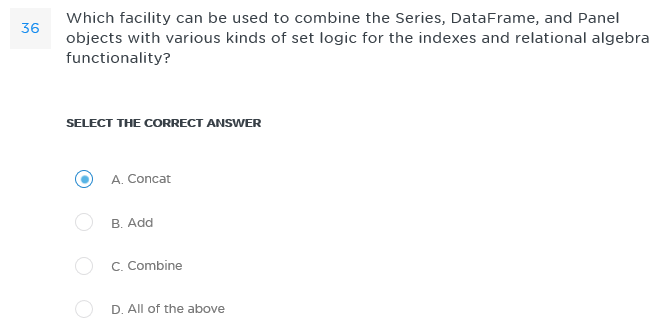 36
Which facility can be used to combine the Series, DataFrame, and Panel
objects with various kinds of set logic for the indexes and relational algebra
functionality?
SELECT THE CORRECT ANSWER
A. Concat
B. Add
C. Combine
D. All of the above